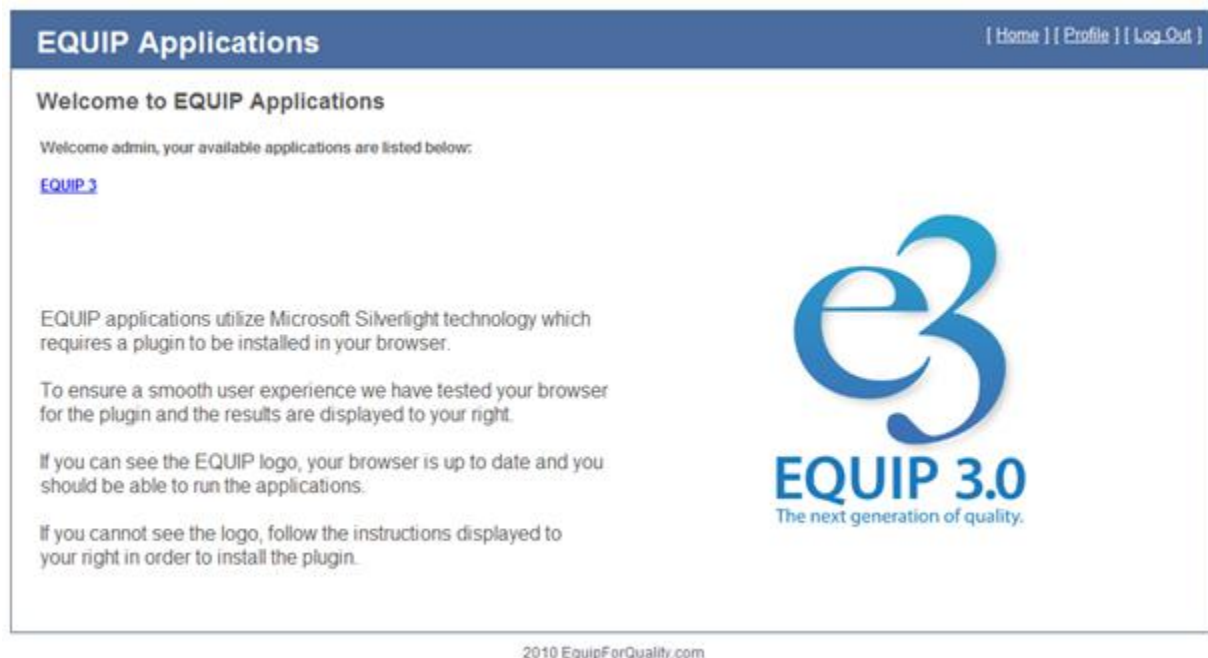 EQUIP Applications
[ Home ] [ Profile ] [ Log Out ]
Welcome to EQUIP Applications
Welcome admin, your available applications are listed below:
EQUIP 3
EQUIP applications utilize Microsoft Silverlight technology which
requires a plugin to be installed in your browser.
To ensure a smooth user experience we have tested your browser
for the plugin and the results are displayed to your right.
If you can see the EQUIP logo, your browser is up to date and you
should be able to run the applications.
If you cannot see the logo, follow the instructions displayed to
your right in order to install the plugin.
e3
EQUIP 3.0
The next generation of quality.
2010 EquipForQuality.com